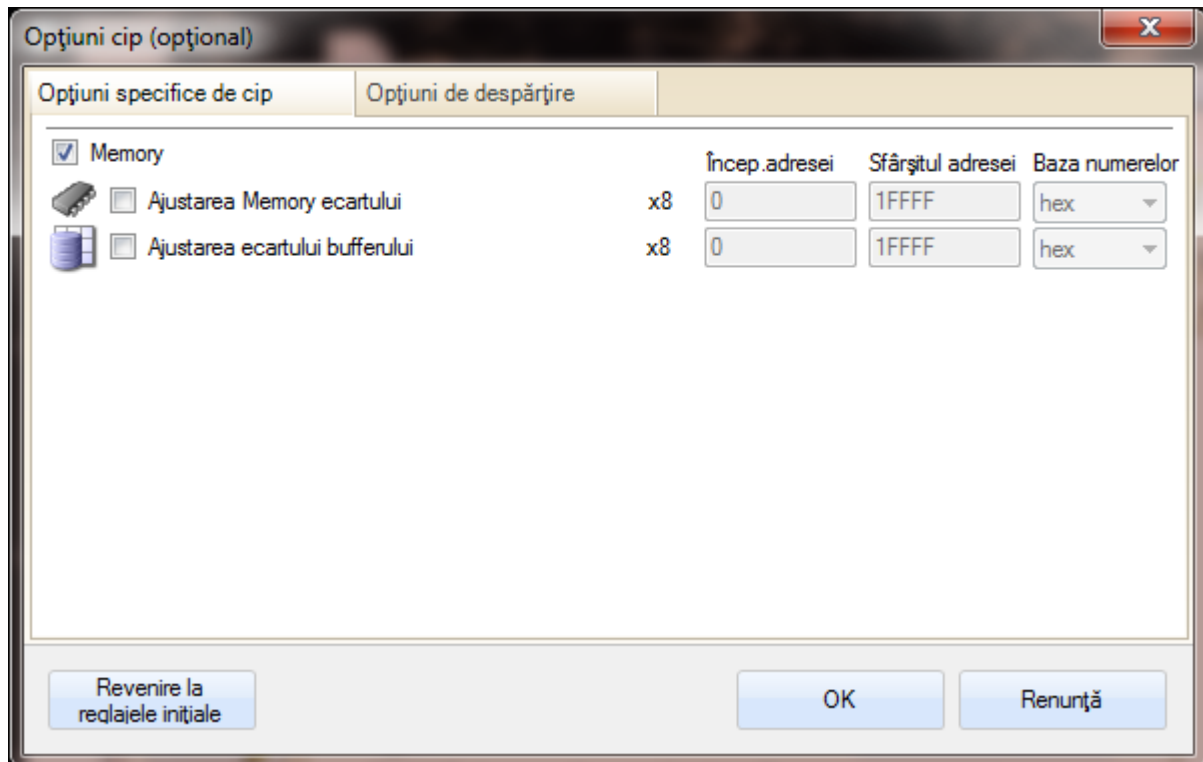 Opţiuni cip (opţional)
x
Opţiuni specifice de cip Opţiuni de despărţire
Memory Încep.adresei Sfârşitul adresei Baza numerelor
Ajustarea Memory ecartului x8 0 1FFFF hex
Ajustarea ecartului bufferului x8 0 1FFFF hex
Revenire la
reglajele iniţiale
OK Renunţă